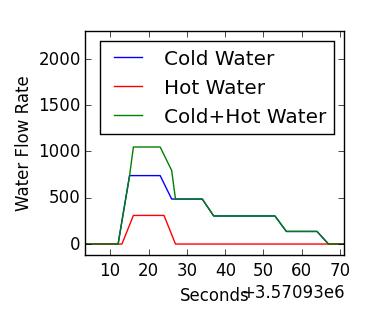 Cold Water
Hot Water
Cold+Hot Water
Water Flow Rate
2000
1500
1000
500
0
10 20 30 40 50 60 70
Seconds
+3.57093e6